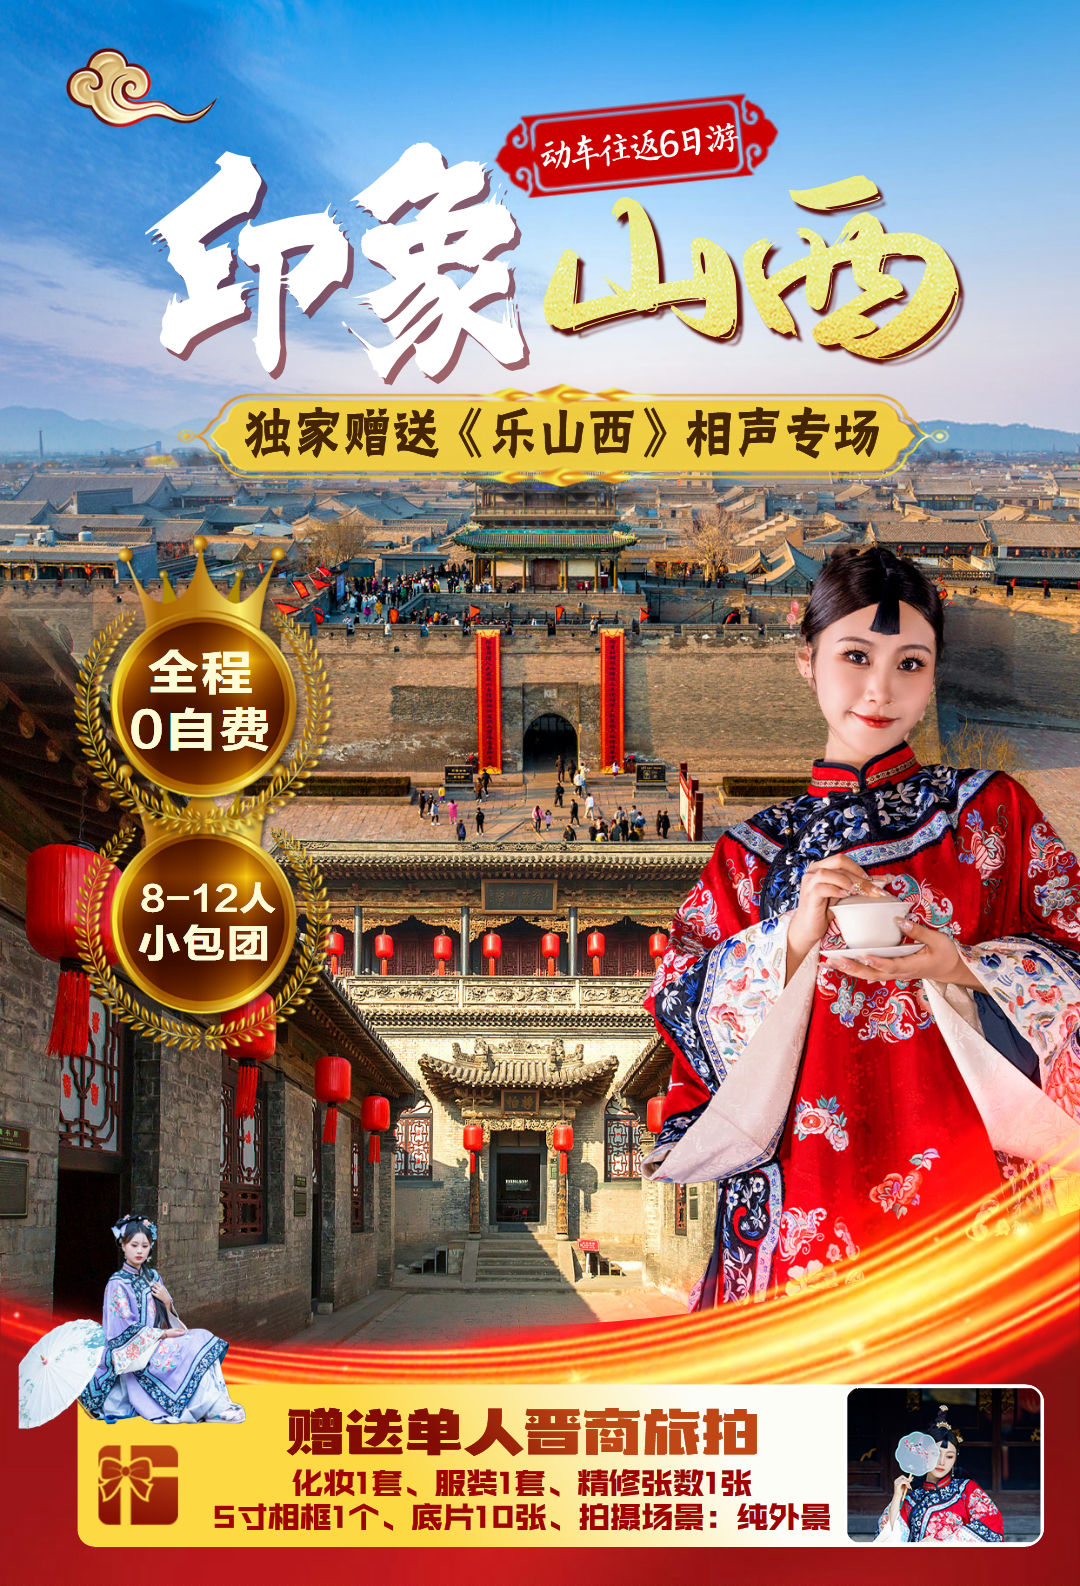 动车往返6日游
印象山西
独家赠送《乐山西》相声专场
全程
0自费
8-12人
小包团
赠送单人晋商旅拍
化妆1套、服装1套、精修张数1张
5寸相框1个、底片10张、拍摄场景：纯外景